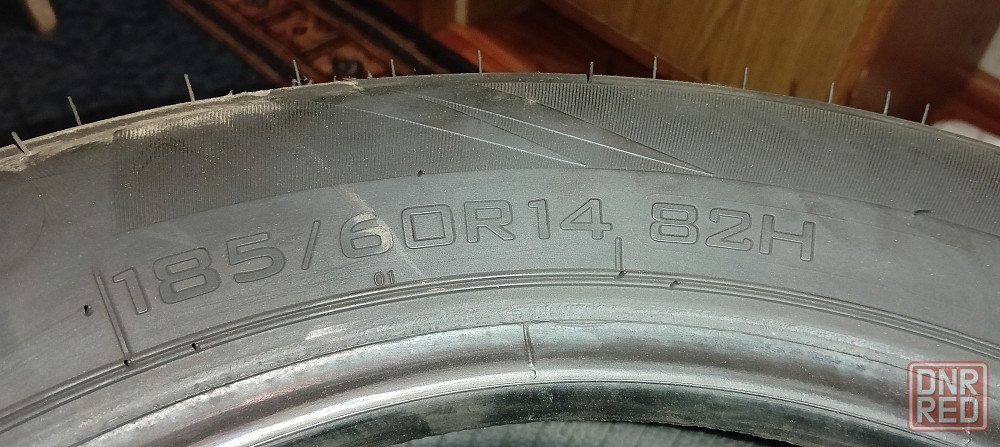 185/60R14 82H
01
DNR
RED